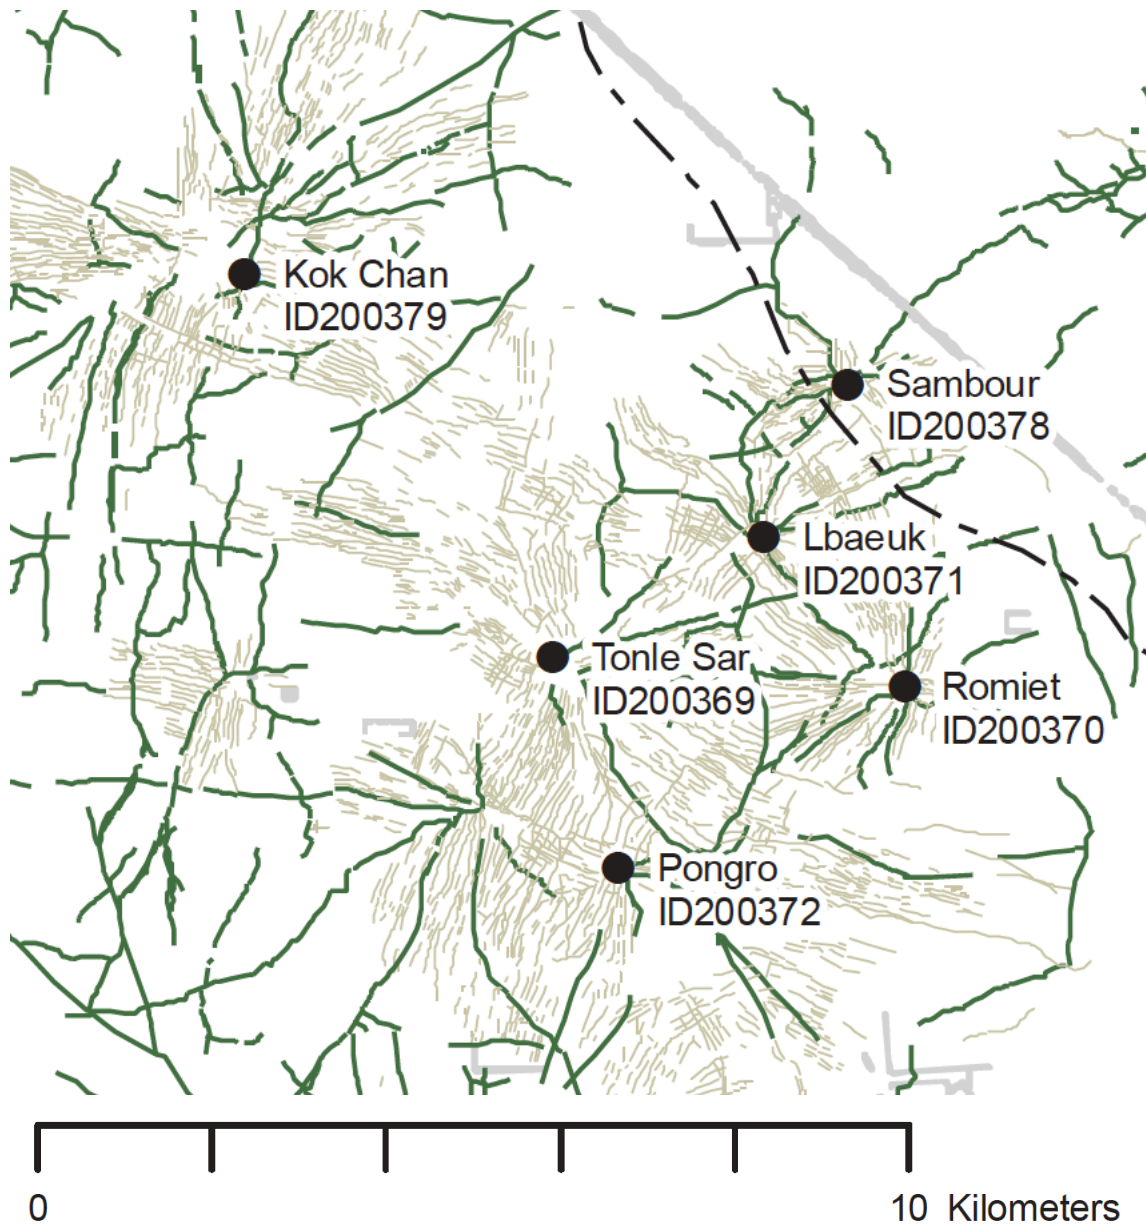 Kok Chan
ID200379
Sambour
ID200378
Lbaeuk
ID200371
Tonle Sar
ID200369
Romiet
ID200370
Pongro
ID200372
0
10 Kilometers